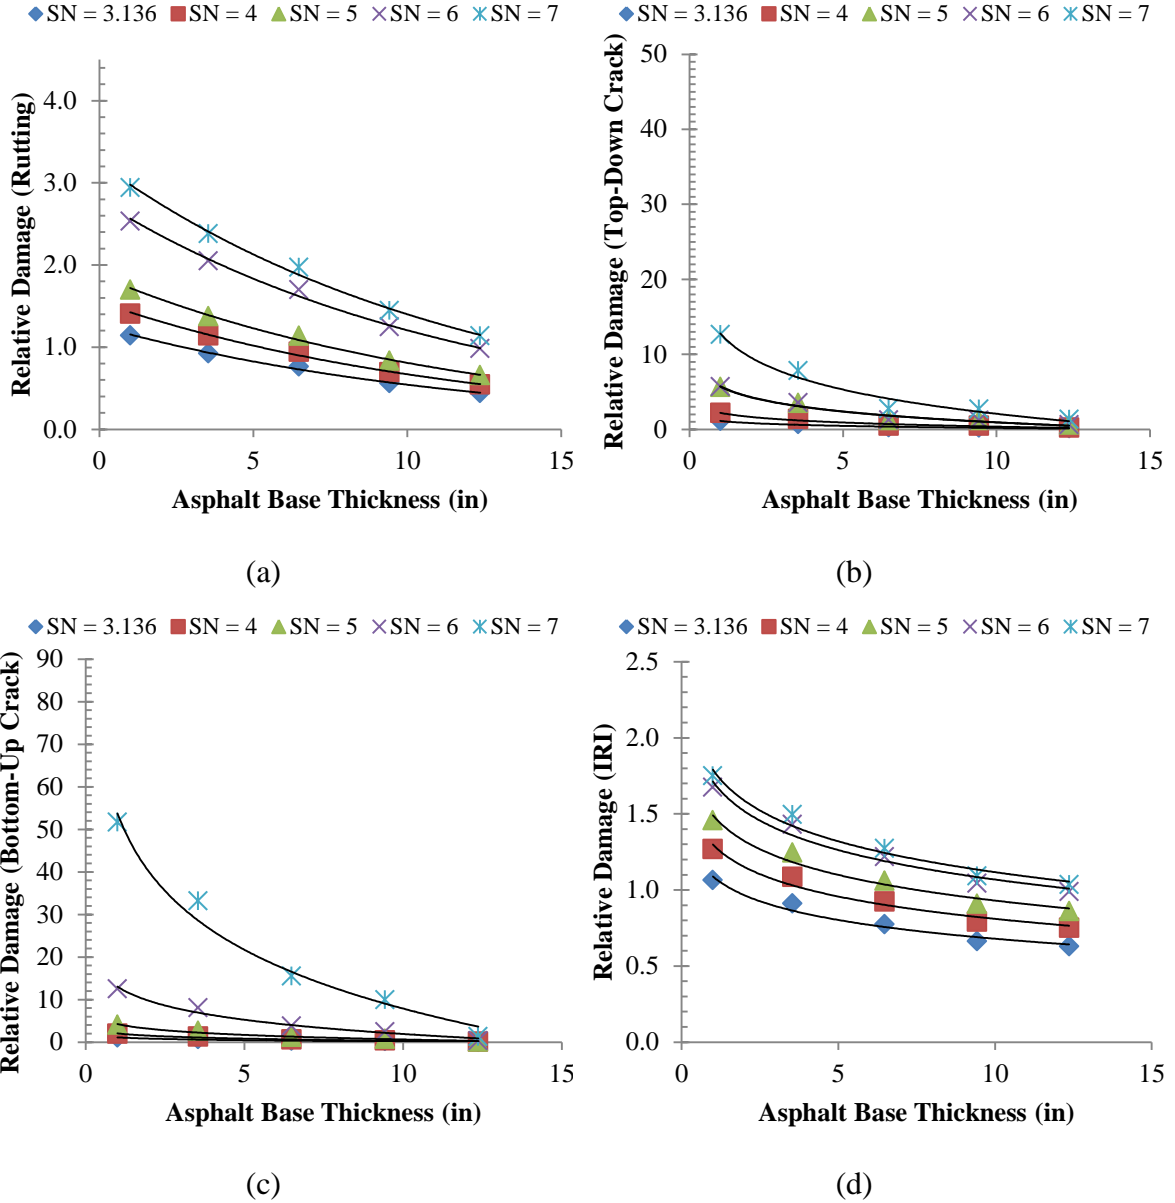 SN = 3.136 SN = 4 SN = 5 SN = 6 SN = 7
Relative Damage (Rutting)
4.0
3.0
2.0
1.0
0.0
0 5 10 15
Asphalt Base Thickness (in)
(a)
SN = 3.136 SN = 4 SN = 5 SN = 6 SN = 7
Relative Damage (Top-Down Crack)
50
40
30
20
10
0
0 5 10 15
Asphalt Base Thickness (in)
(b)
SN = 3.136 SN = 4 SN = 5 SN = 6 SN = 7
Relative Damage (Bottom-Up Crack)
90
80
70
60
50
40
30
20
10
0
0 5 10 15
Asphalt Base Thickness (in)
(c)
SN = 3.136 SN = 4 SN = 5 SN = 6 SN = 7
Relative Damage (IRI)
2.5
2.0
1.5
1.0
0.5
0.0
0 5 10 15
Asphalt Base Thickness (in)
(d)